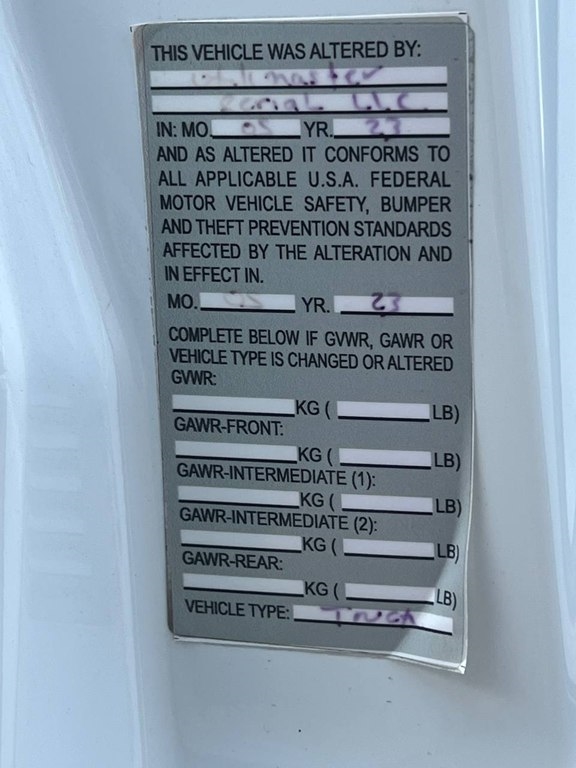 THIS VEHICLE WAS ALTERED BY:
LLC
IN: MO. 05 YR. 23
AND AS ALTERED IT CONFORMS TO
ALL APPLICABLE U.S.A. FEDERAL
MOTOR VEHICLE SAFETY, BUMPER
AND THEFT PREVENTION STANDARDS
AFFECTED BY THE ALTERATION AND
IN EFFECT IN.
MO. 05 YR. 23
COMPLETE BELOW IF GVWR, GAWR OR
VEHICLE TYPE IS CHANGED OR ALTERED
GVWR:
KG ( LB)
GAWR-FRONT:
KG ( LB)
GAWR-INTERMEDIATE (1):
KG ( LB)
GAWR-INTERMEDIATE (2):
KG ( LB)
GAWR-REAR:
KG ( LB)
VEHICLE TYPE: Truck